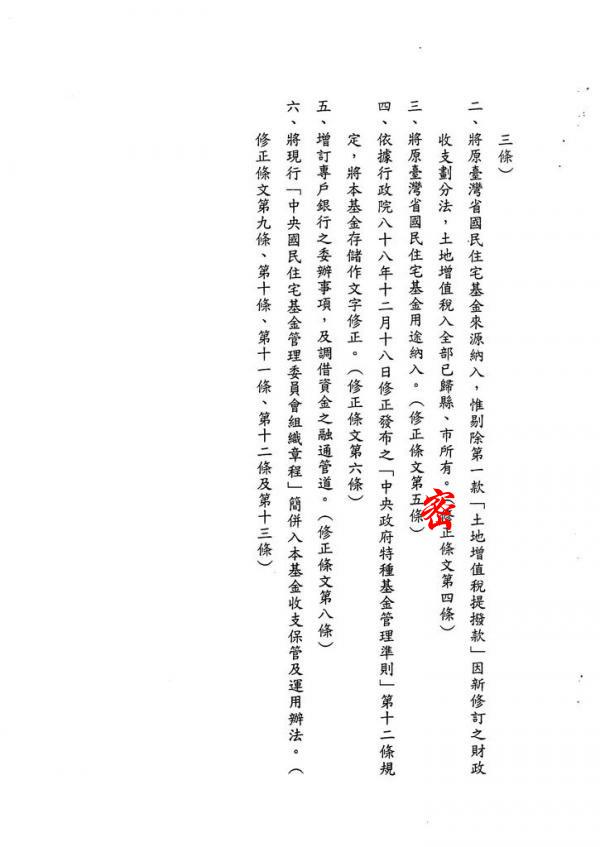 三條）
二、將原臺灣省國民住宅基金來源納入，惟剔除第一款「土地增值稅提撥款」因新修訂之財政
收支劃分法，土地增值稅入全部已歸縣、市所有。（修正條文第四條）
三、將原臺灣省國民住宅基金用途納入。（修正條文第五條）
四、依據行政院八十八年十二月十八日修正發布之「中央政府特種基金管理準則」第十二條規
定，將本基金存儲作文字修正。（修正條文第六條）
五、增訂專戶銀行之委辦事項，及調借資金之融通管道。（修正條文第八條）
六、將現行「中央國民住宅基金管理委員會組織章程」簡併入本基金收支保管及運用辦法。（
修正條文第九條、第十條、第十一條、第十二條及第十三條）
密